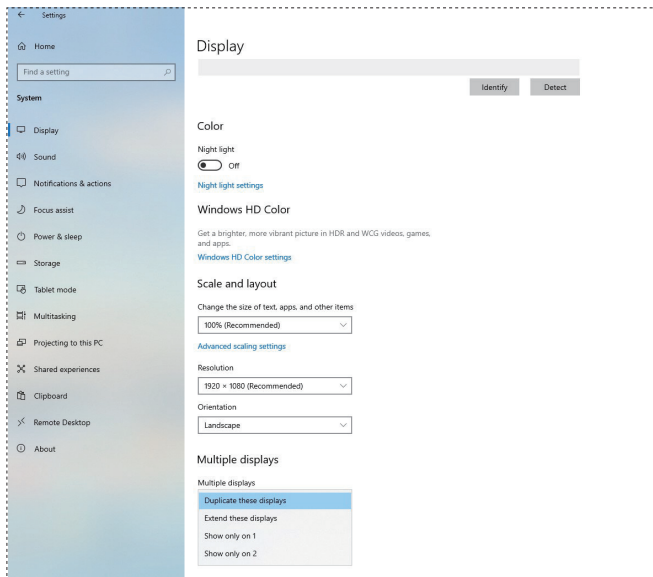 Settings
Home
Find a setting
System
Display
Sound
Notifications & actions
Focus assist
Power & sleep
Storage
Tablet mode
Multitasking
Projecting to this PC
Shared experiences
Clipboard
Remote Desktop
About
Display
Identify
Detect
Color
Night light
Off
Night light settings
Windows HD Color
Get a brighter, more vibrant picture in HDR and WCG videos, games,
and apps.
Windows HD Color settings
Scale and layout
Change the size of text, apps, and other items
100% (Recommended)
Advanced scaling settings
Resolution
1920 × 1080 (Recommended)
Orientation
Landscape
Multiple displays
Multiple displays
Duplicate these displays
Extend these displays
Show only on 1
Show only on 2